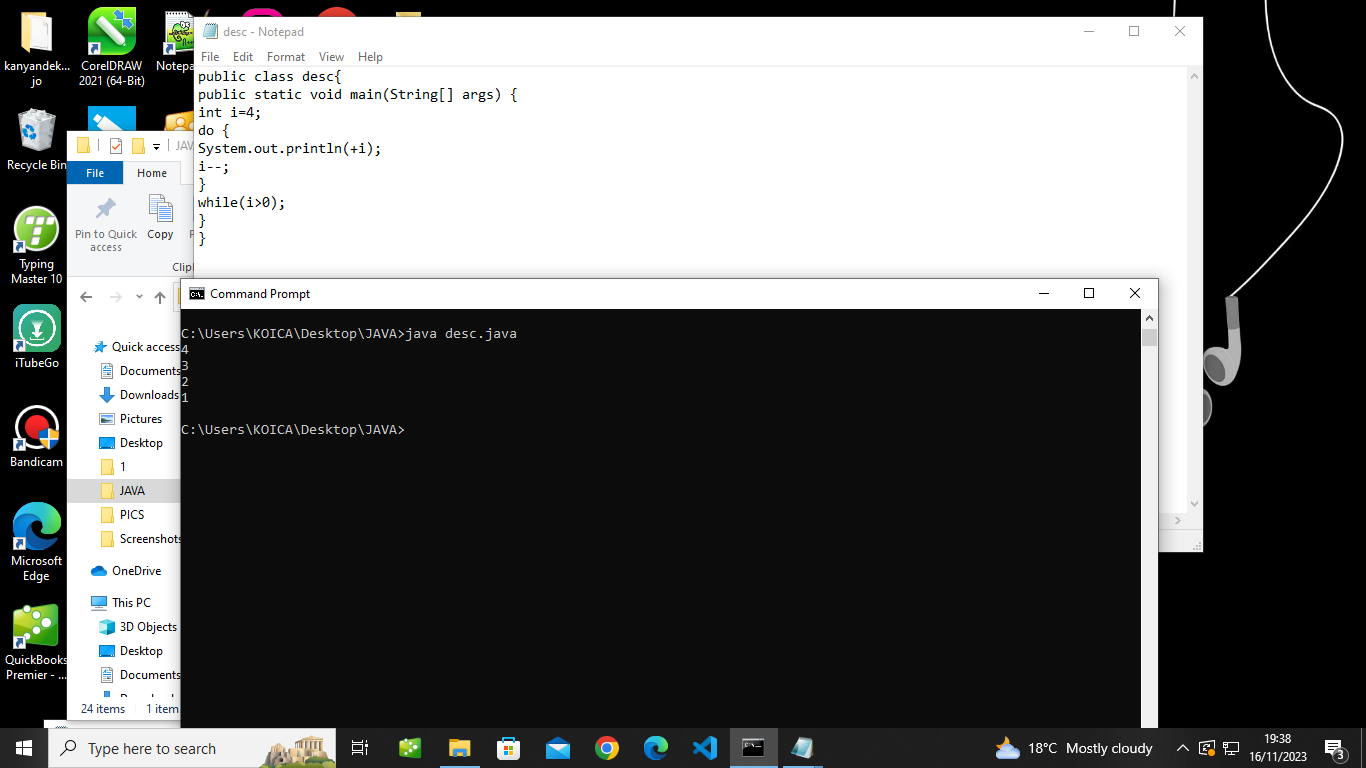 kanyandek...
jo
CorelDRAW
2021 (64-Bit)
Recycle Bin
Typing
Master 10
iTubeGo
Bandicam
Microsoft
Edge
QuickBooks
Premier - ...
desc - Notepad
File Edit Format View Help
public class desc{
public static void main(String[] args) {
int i=4;
do {
System.out.println(+i);
i--;
}
while(i>0);
}
}
File Home
Pin to Quick
access
Copy
Quick access
Documents
Downloads
Pictures
Desktop
1
JAVA
PICS
Screenshots
OneDrive
This PC
3D Objects
Desktop
Documents
24 items 1 item
Command Prompt
C:\Users\KOICA\Desktop\JAVA>java desc.java
4
3
2
1
C:\Users\KOICA\Desktop\JAVA>
Type here to search
18°C Mostly cloudy
19:38
16/11/2023
3